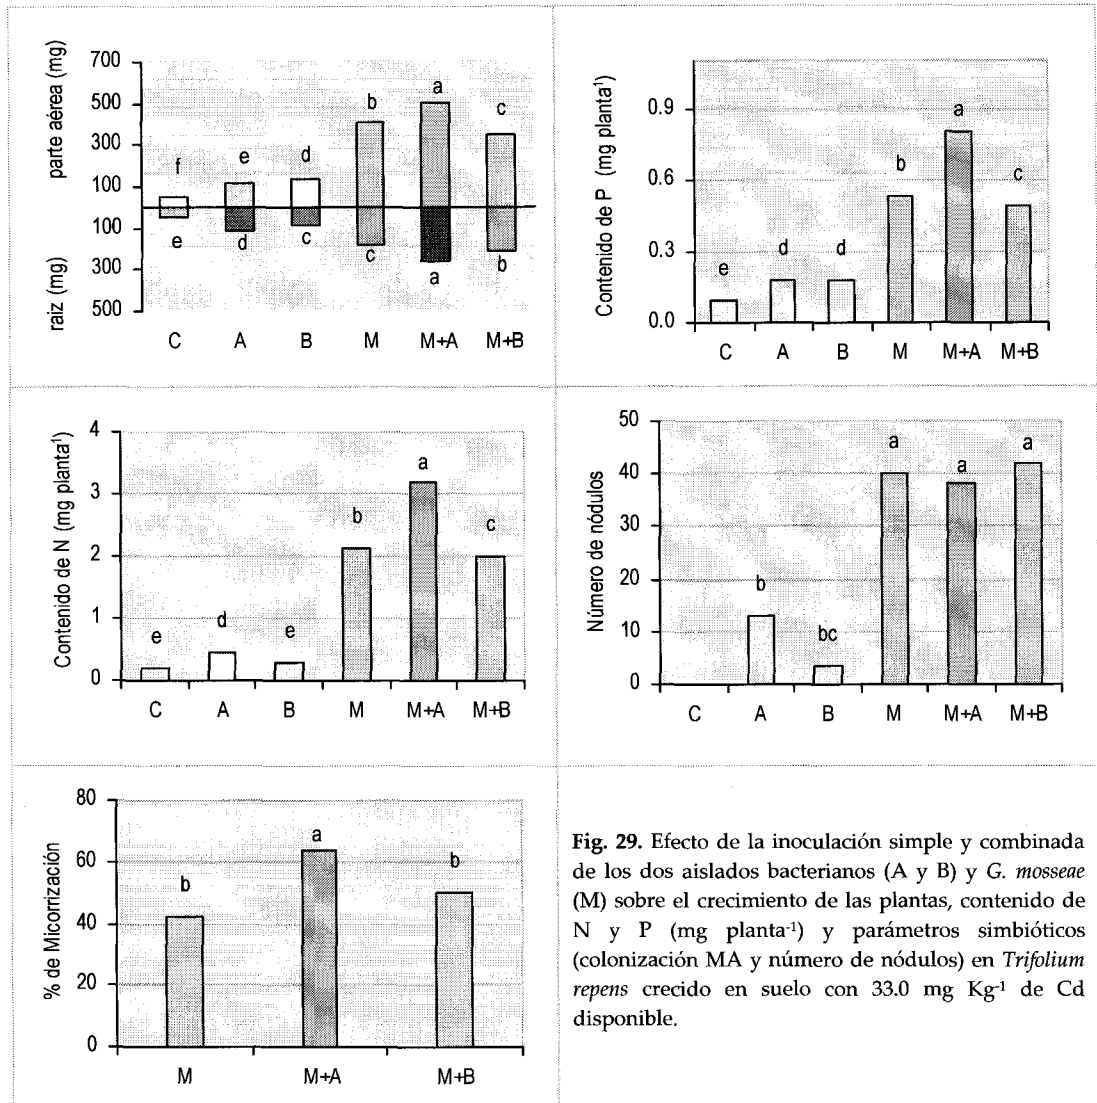 parte aérea (mg)
raiz (mg)
700
500
300
100
100
300
500
f
e
d
b
a
c
e
d
c
c
a
b
C A B M M+A M+B
Contenido de P (mg planta¹)
0.9
0.6
0.3
0.0
e
d
d
b
a
c
C A B M M+A M+B
Contenido de N (mg planta¹)
4
3
2
1
0
e
d
e
b
a
c
C A B M M+A M+B
Número de nódulos
50
40
30
20
10
0
b
bc
a
a
a
C A B M M+A M+B
% de Micorrización
80
60
40
20
0
b
a
b
M M+A M+B
Fig. 29. Efecto de la inoculación simple y combinada
de los dos aislados bacterianos (A y B) y G. mosseae
(M) sobre el crecimiento de las plantas, contenido de
N y P (mg planta⁻¹) y parámetros simbióticos
(colonización MA y número de nódulos) en Trifolium
repens crecido en suelo con 33.0 mg Kg⁻¹ de Cd
disponible.